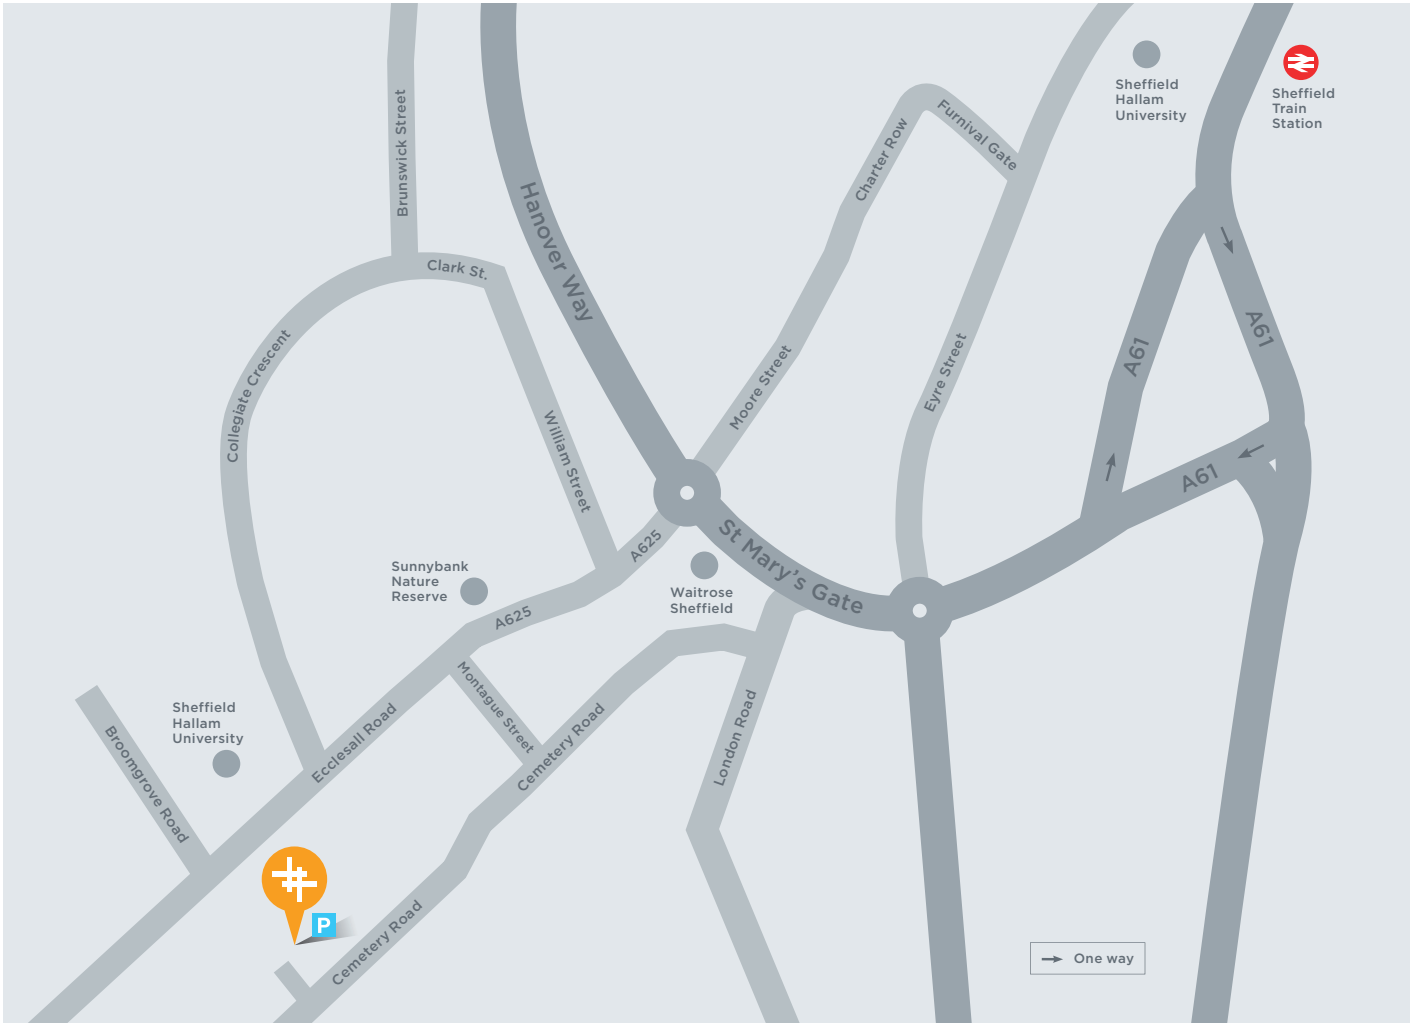 Sheffield
Hallam
University
Sheffield
Train
Station
Brunswick Street
Furnival Gate
Charter Row
Hanover Way
Clark St.
A61
A61
Collegiate Crescent
Moore Street
Eyre Street
William Street
A61
St Mary's Gate
A625
Sunnybank
Nature
Reserve
Waitrose
Sheffield
A625
Montague Street
Sheffield
Hallam
University
Ecclesall Road
Cemetery Road
London Road
Broomgrove Road
P
Cemetery Road
One way